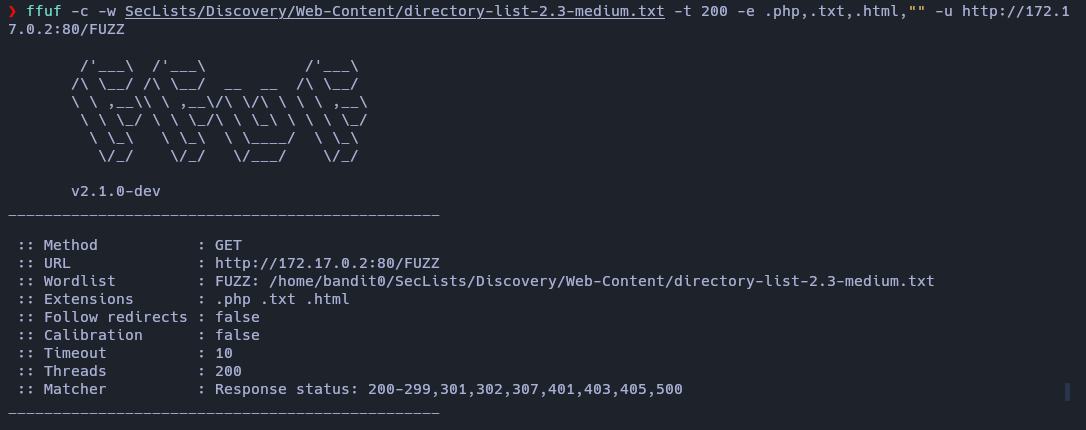 ❯ ffuf -c -w SecLists/Discovery/Web-Content/directory-list-2.3-medium.txt -t 200 -e .php,.txt,.html,"" -u http://172.1
7.0.2:80/FUZZ
        /'___\  /'___\           /'___\
       /\ \__/ /\ \__/  __  __  /\ \__/
       \ \ ,__\\ \ ,__\/\ \/\ \ \ \ ,__\
        \ \ \_/ \ \ \_/\ \ \_\ \ \ \ \_/
         \ \_\   \ \_\  \ \____/  \ \_\
          \/_/    \/_/   \/___/    \/_/
       v2.1.0-dev
________________________________________________
 :: Method           : GET
 :: URL              : http://172.17.0.2:80/FUZZ
 :: Wordlist         : FUZZ: /home/bandit0/SecLists/Discovery/Web-Content/directory-list-2.3-medium.txt
 :: Extensions       : .php .txt .html
 :: Follow redirects : false
 :: Calibration      : false
 :: Timeout          : 10
 :: Threads          : 200
 :: Matcher          : Response status: 200-299,301,302,307,401,403,405,500
________________________________________________